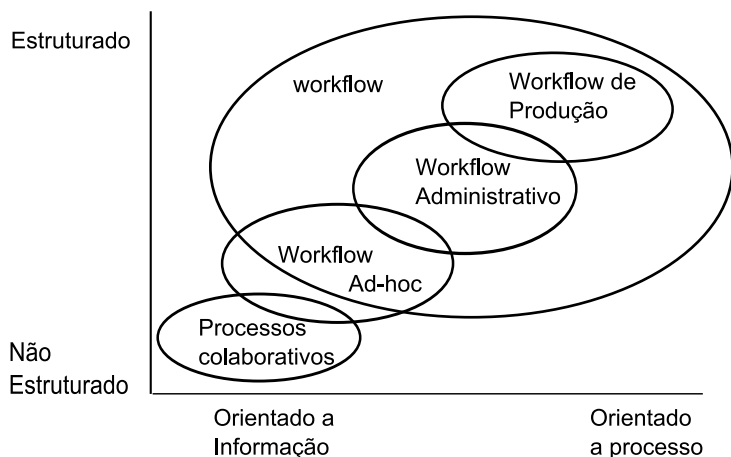 Estruturado
workflow
Workflow de
Produção
Workflow
Administrativo
Workflow
Ad-hoc
Processos
colaborativos
Não
Estruturado
Orientado a
Informação
Orientado
a processo